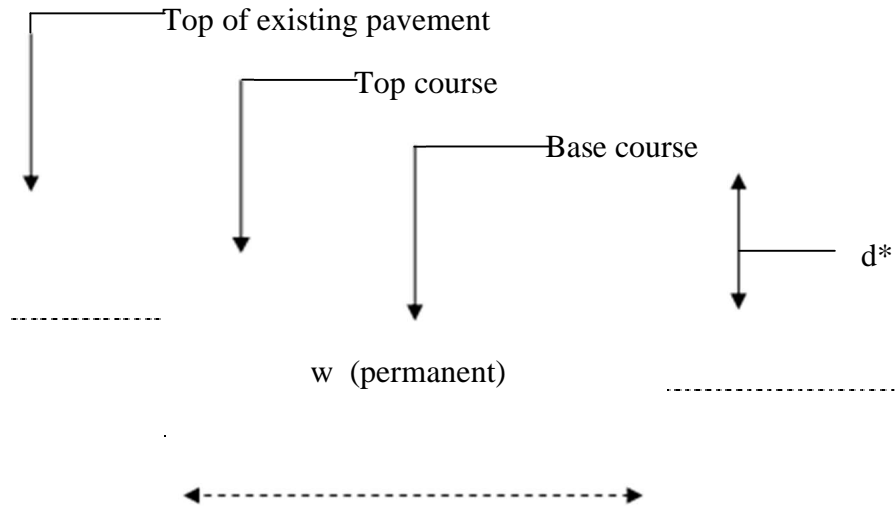 Top of existing pavement
Top course
Base course
d*
w (permanent)